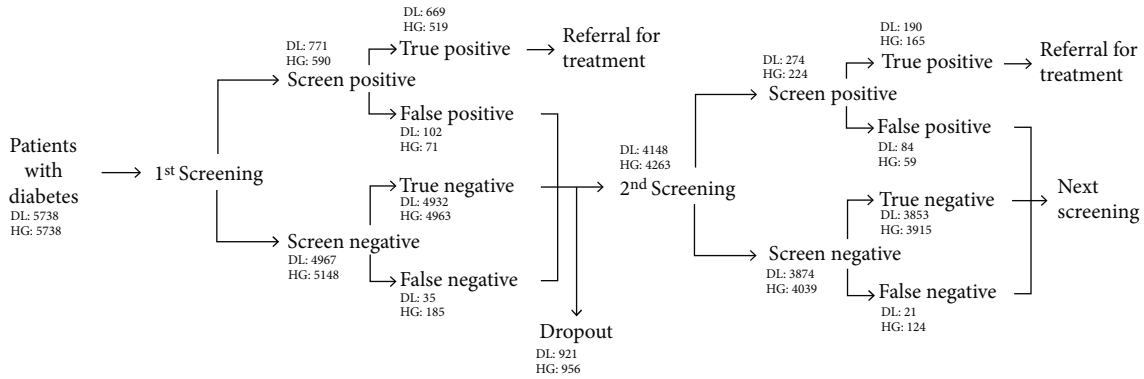 Patients
with
diabetes
DL: 5738
HG: 5738
1st Screening
DL: 771
HG: 590
Screen positive
DL: 669
HG: 519
True positive
Referral for
treatment
False positive
DL: 102
HG: 71
True negative
DL: 4932
HG: 4963
Screen negative
DL: 4967
HG: 5148
False negative
DL: 35
HG: 185
Dropout
DL: 921
HG: 956
DL: 4148
HG: 4263
2nd Screening
DL: 274
HG: 224
Screen positive
DL: 190
HG: 165
True positive
Referral for
treatment
False positive
DL: 84
HG: 59
True negative
DL: 3853
HG: 3915
Screen negative
DL: 3874
HG: 4039
False negative
DL: 21
HG: 124
Next
screening